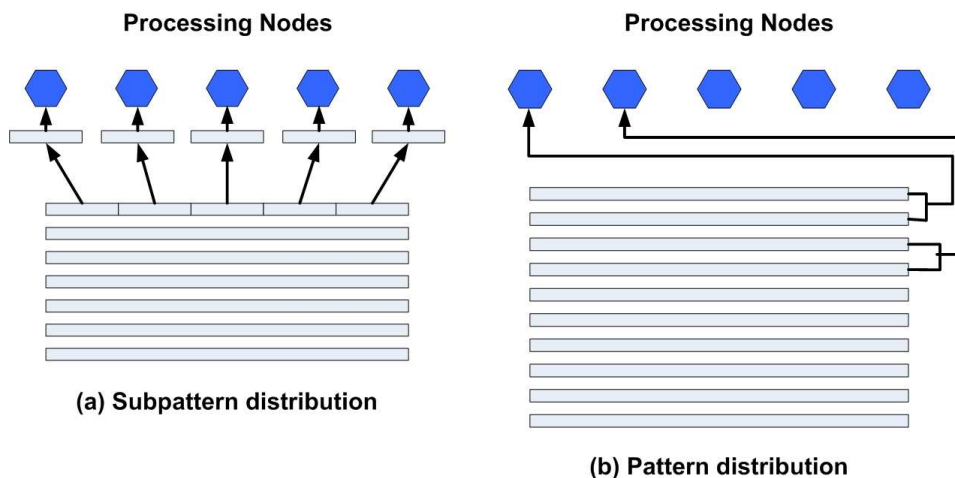 Processing Nodes
Processing Nodes
(a) Subpattern distribution
(b) Pattern distribution